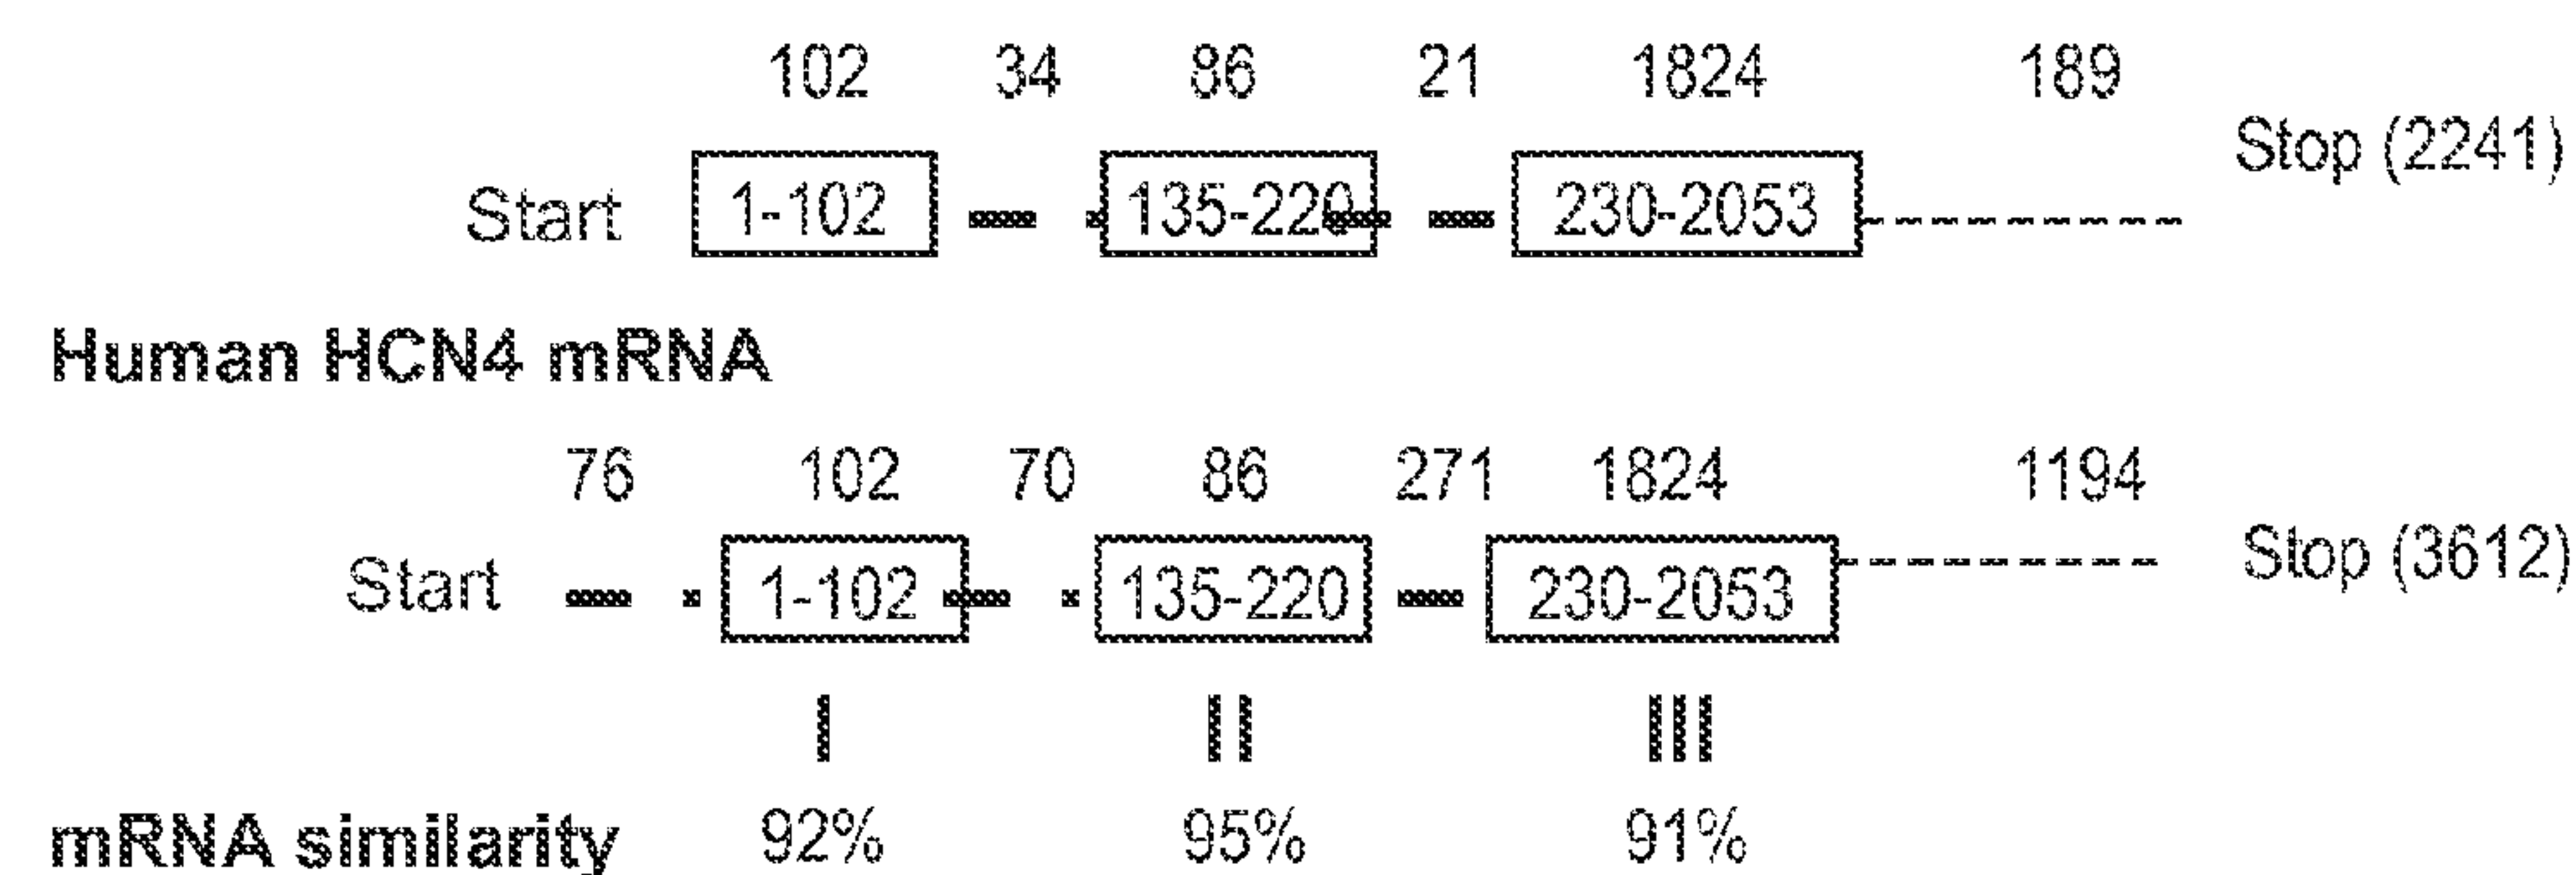 102 34 86 21 1824 189
Stop (2241)
Start 1-102 135-220 230-2053
Human HCN4 mRNA
76 102 70 86 271 1824 1194
Start 1-102 135-220 230-2053 Stop (3612)
I II III
mRNA similarity 92% 95% 91%